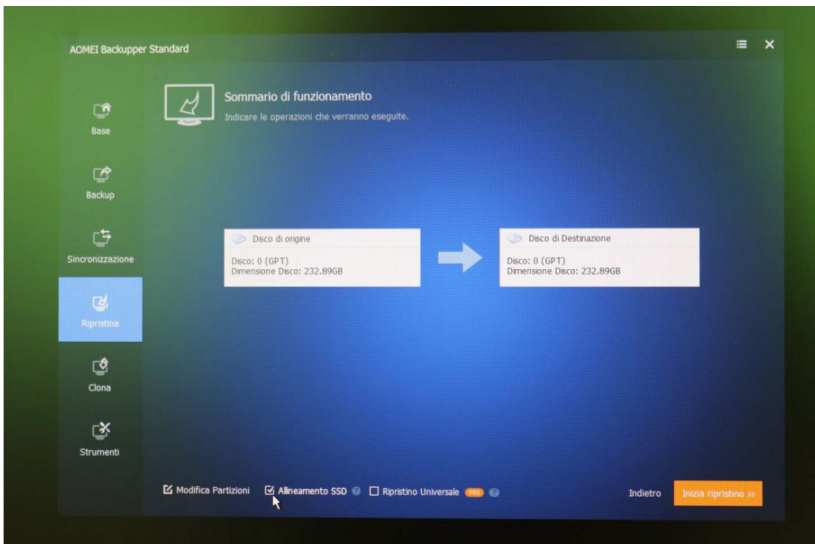 AOMEI Backupper Standard
Sommario di funzionamento
Indicare le operazioni che verranno eseguite.
Base
Backup
Sincronizzazione
Ripristina
Clona
Strumenti
Disco di origine
Disco: 0 (GPT)
Dimensione Disco: 232.89GB
Disco di Destinazione
Disco: 0 (GPT)
Dimensione Disco: 232.89GB
Modifica Partizioni
Allineamento SSD ?
Ripristino Universale PRO ?
Indietro
Inizia ripristino »